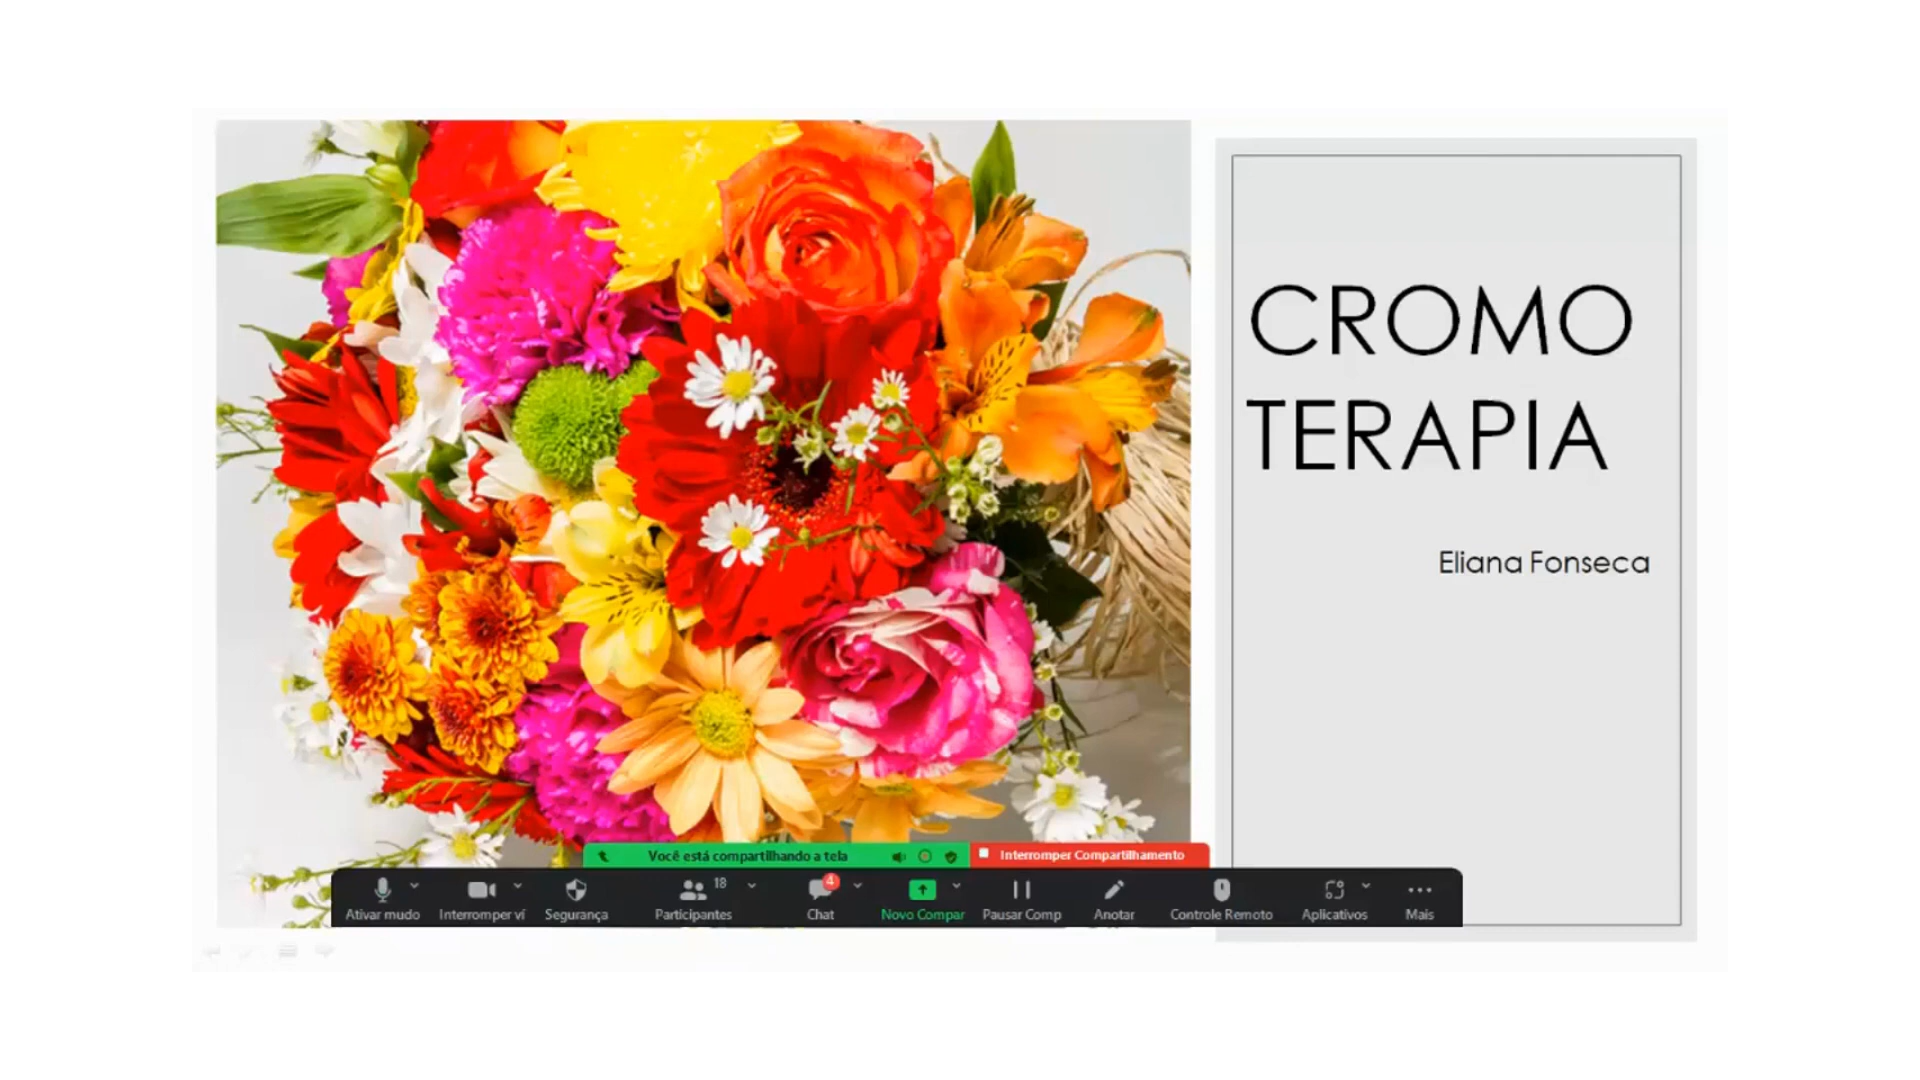 CROMO
TERAPIA
Eliana Fonseca
Você está compartilhando a tela
Interromper Compartilhamento
18
4
Ativar mudo
Interromper ví
Segurança
Participantes
Chat
Novo Compar
Pausar Comp
Anotar
Controle Remoto
Aplicativos
Mais